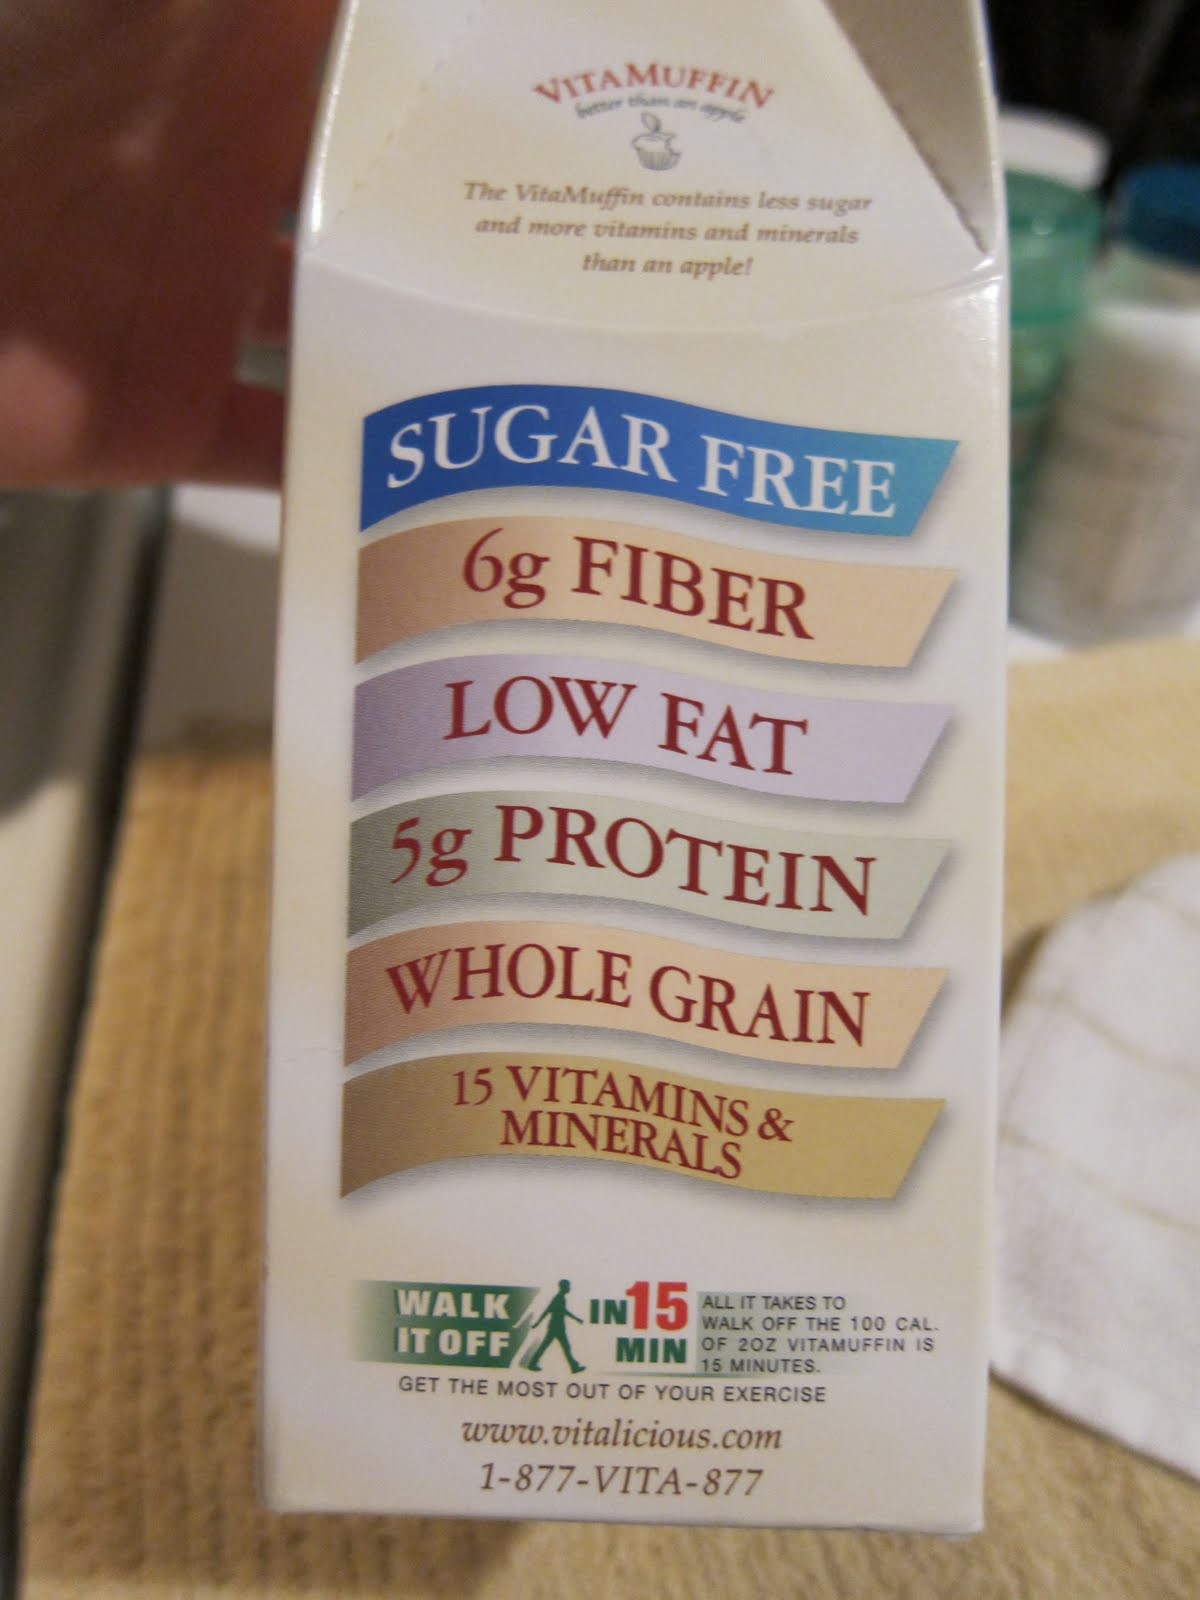 VITAMUFFIN
better than an apple
The VitaMuffin contains less sugar
and more vitamins and minerals
than an apple!
SUGAR FREE
6g FIBER
LOW FAT
5g PROTEIN
WHOLE GRAIN
15 VITAMINS &
MINERALS
WALK
IT OFF
IN 15
MIN
ALL IT TAKES TO
WALK OFF THE 100 CAL.
OF 2OZ VITAMUFFIN IS
15 MINUTES.
GET THE MOST OUT OF YOUR EXERCISE
www.vitalicious.com
1-877-VITA-877